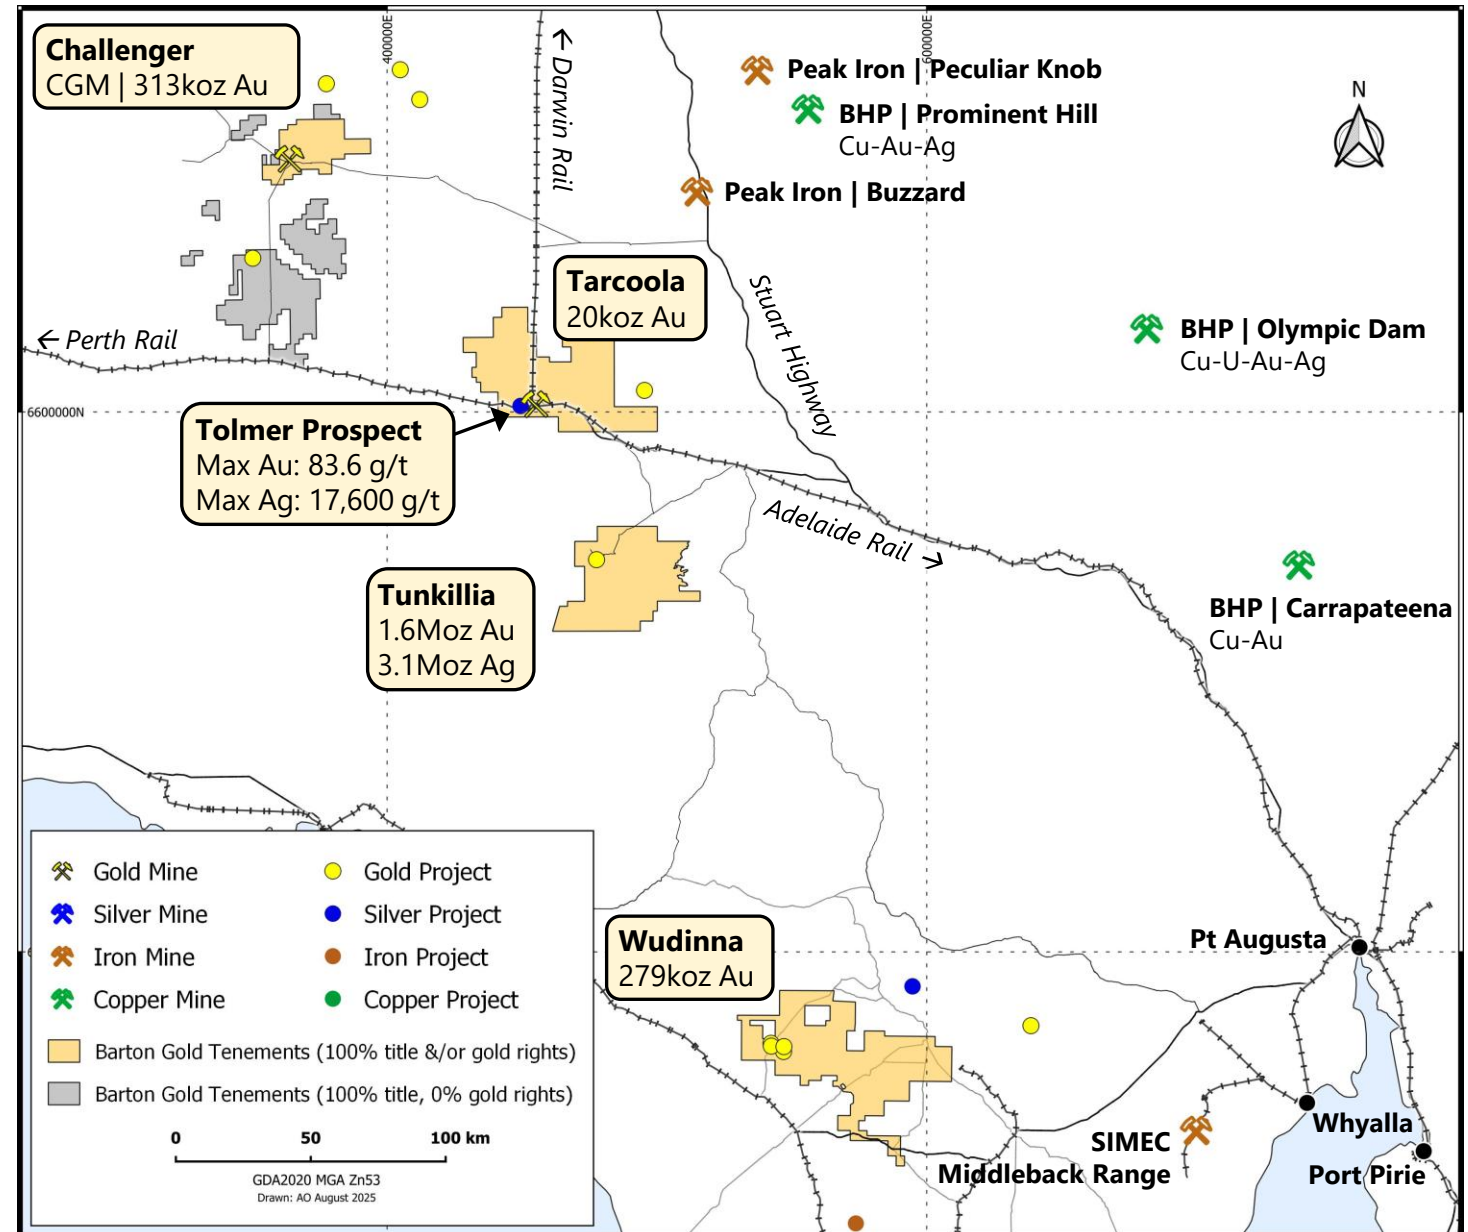 Challenger
CGM | 313koz Au
400000E
← Darwin Rail
600000E
Peak Iron | Peculiar Knob
BHP | Prominent Hill
Cu-Au-Ag
N
Peak Iron | Buzzard
Tarcoola
20koz Au
Stuart Highway
BHP | Olympic Dam
Cu-U-Au-Ag
← Perth Rail
6600000N
Tolmer Prospect
Max Au: 83.6 g/t
Max Ag: 17,600 g/t
Adelaide Rail →
Tunkillia
1.6Moz Au
3.1Moz Ag
BHP | Carrapateena
Cu-Au
Wudinna
279koz Au
Pt Augusta
Whyalla
Port Pirie
SIMEC
Middleback Range
Gold Mine
Gold Project
Silver Mine
Silver Project
Iron Mine
Iron Project
Copper Mine
Copper Project
Barton Gold Tenements (100% title &/or gold rights)
Barton Gold Tenements (100% title, 0% gold rights)
0 50 100 km
GDA2020 MGA Zn53
Drawn: AO August 2025